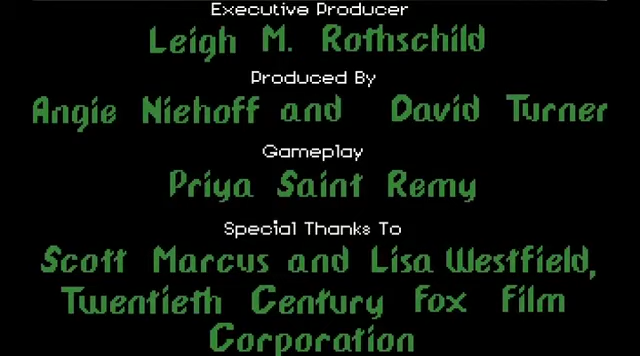 Executive Producer
Leigh M. Rothschild
Produced By
Angie Niehoff and David Turner
Gameplay
Priya Saint Remy
Special Thanks To
Scott Marcus and Lisa Westfield,
Twentieth Century Fox Film
Corporation